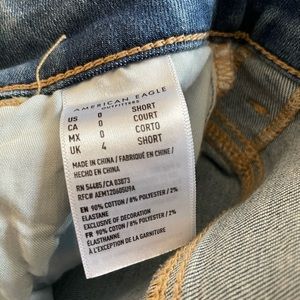 AMERICAN EAGLE
OUTFITTERS
US 0 SHORT
CA 0 COURT
MX 0 CORTO
UK 4 SHORT
MADE IN CHINA / FABRIQUÉ EN CHINE /
HECHO EN CHINA
RN 54485/CA 03873
RFC# AEM120605U9A
EN 90% COTTON / 8% POLYESTER / 2%
ELASTANE
EXCLUSIVE OF DECORATION
FR 90% COTON / 8% POLYESTER / 2%
ÉLASTHANNE
À L'EXCEPTION DE LA GARNITURE